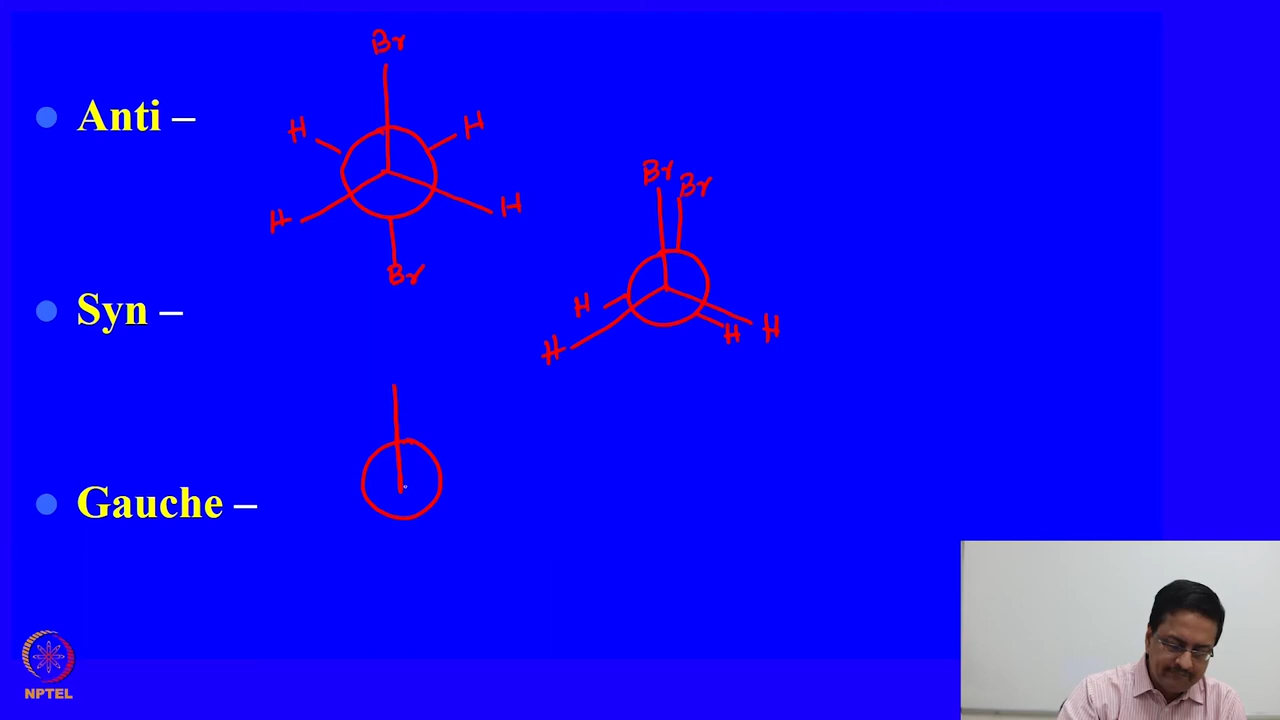 Br
Anti –
H
H
H
H
Br
Br Br
H
H
H H
Syn –
Gauche –
NPTEL